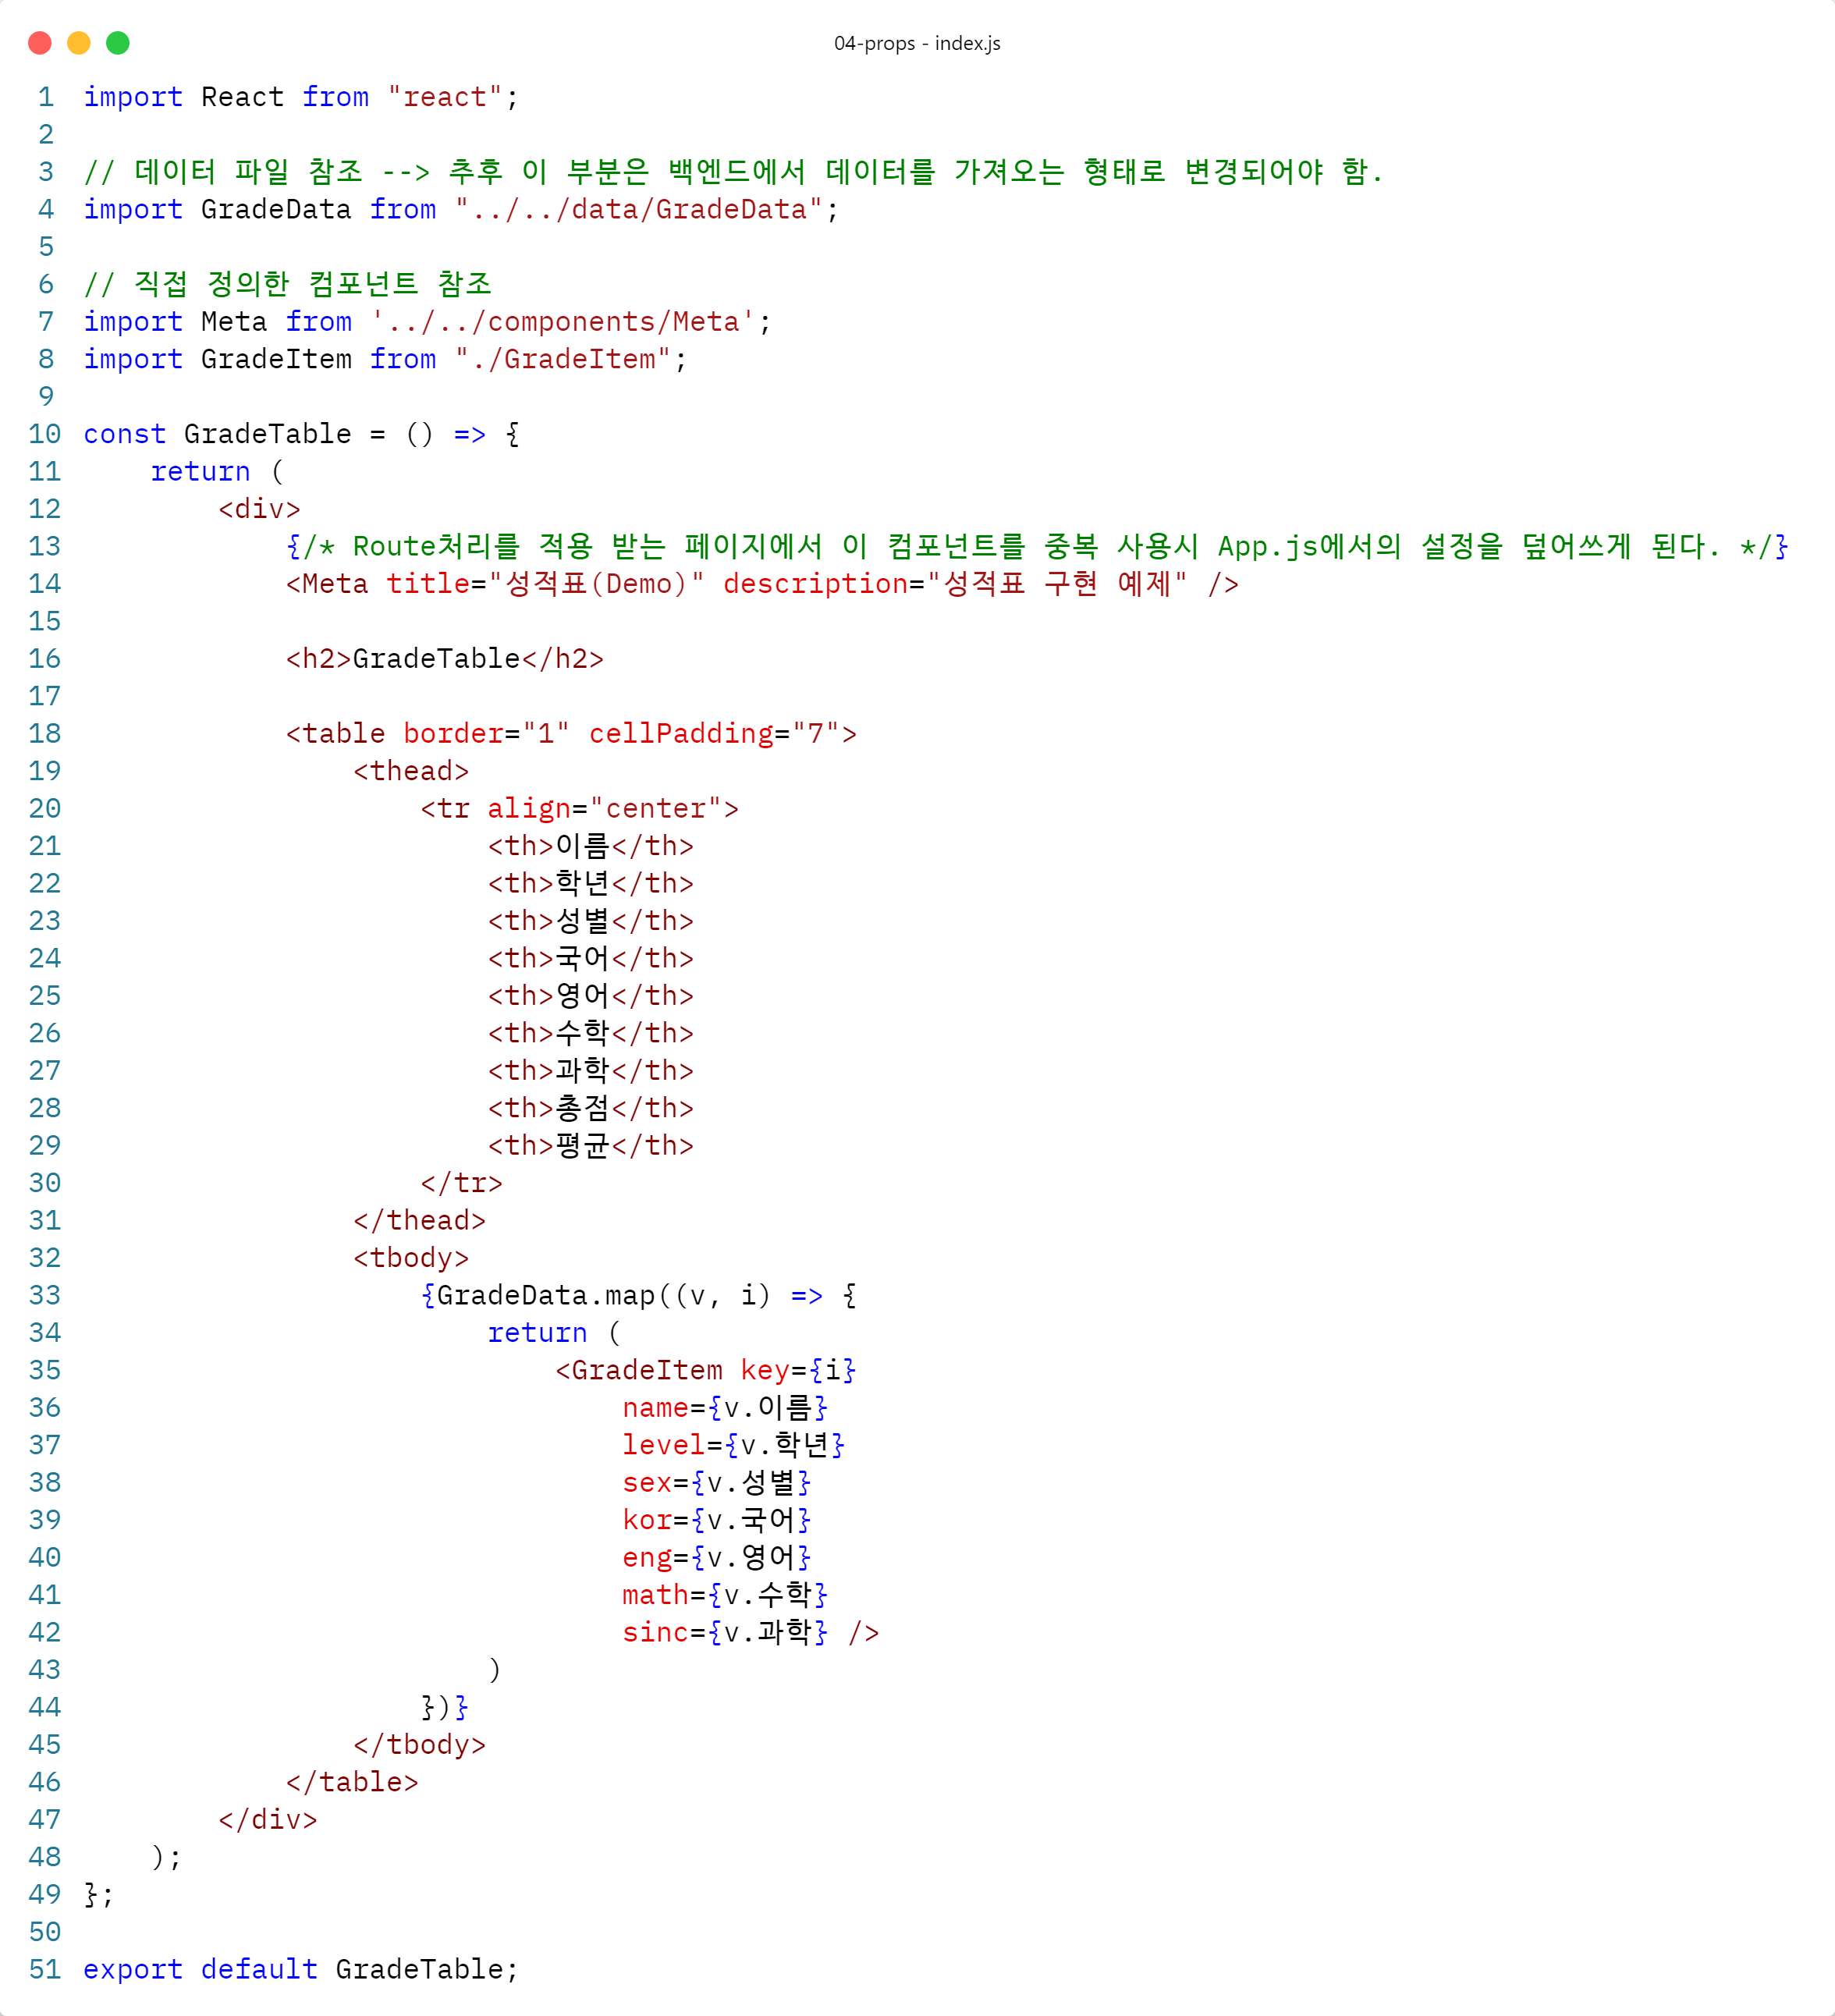 04-props - index.js
1 import React from "react";
2
3 // 데이터 파일 참조 --> 추후 이 부분은 백엔드에서 데이터를 가져오는 형태로 변경되어야 함.
4 import GradeData from "../../data/GradeData";
5
6 // 직접 정의한 컴포넌트 참조
7 import Meta from '../../components/Meta';
8 import GradeItem from "./GradeItem";
9
10 const GradeTable = () => {
11     return (
12         <div>
13             {/* Route처리를 적용 받는 페이지에서 이 컴포넌트를 중복 사용시 App.js에서의 설정을 덮어쓰게 된다. */}
14             <Meta title="성적표(Demo)" description="성적표 구현 예제" />
15
16             <h2>GradeTable</h2>
17
18             <table border="1" cellPadding="7">
19                 <thead>
20                     <tr align="center">
21                         <th>이름</th>
22                         <th>학년</th>
23                         <th>성별</th>
24                         <th>국어</th>
25                         <th>영어</th>
26                         <th>수학</th>
27                         <th>과학</th>
28                         <th>총점</th>
29                         <th>평균</th>
30                     </tr>
31                 </thead>
32                 <tbody>
33                     {GradeData.map((v, i) => {
34                         return (
35                             <GradeItem key={i}
36                                 name={v.이름}
37                                 level={v.학년}
38                                 sex={v.성별}
39                                 kor={v.국어}
40                                 eng={v.영어}
41                                 math={v.수학}
42                                 sinc={v.과학} />
43                         )
44                     })}
45                 </tbody>
46             </table>
47         </div>
48     );
49 };
50
51 export default GradeTable;